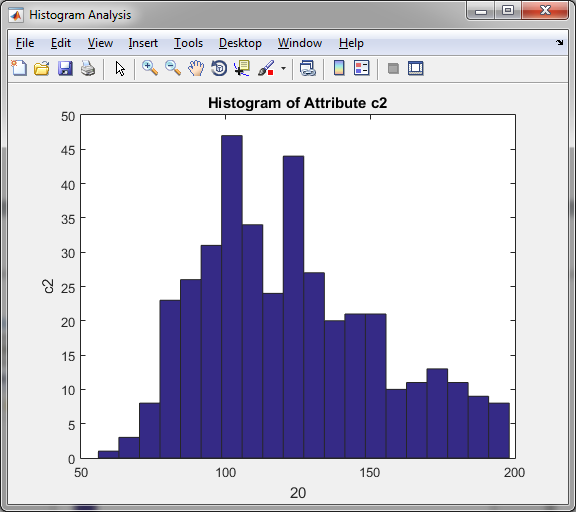 Histogram Analysis
File Edit View Insert Tools Desktop Window Help
Histogram of Attribute c2
50
45
40
35
30
25
20
15
10
5
0
c2
50 100 150 200
20